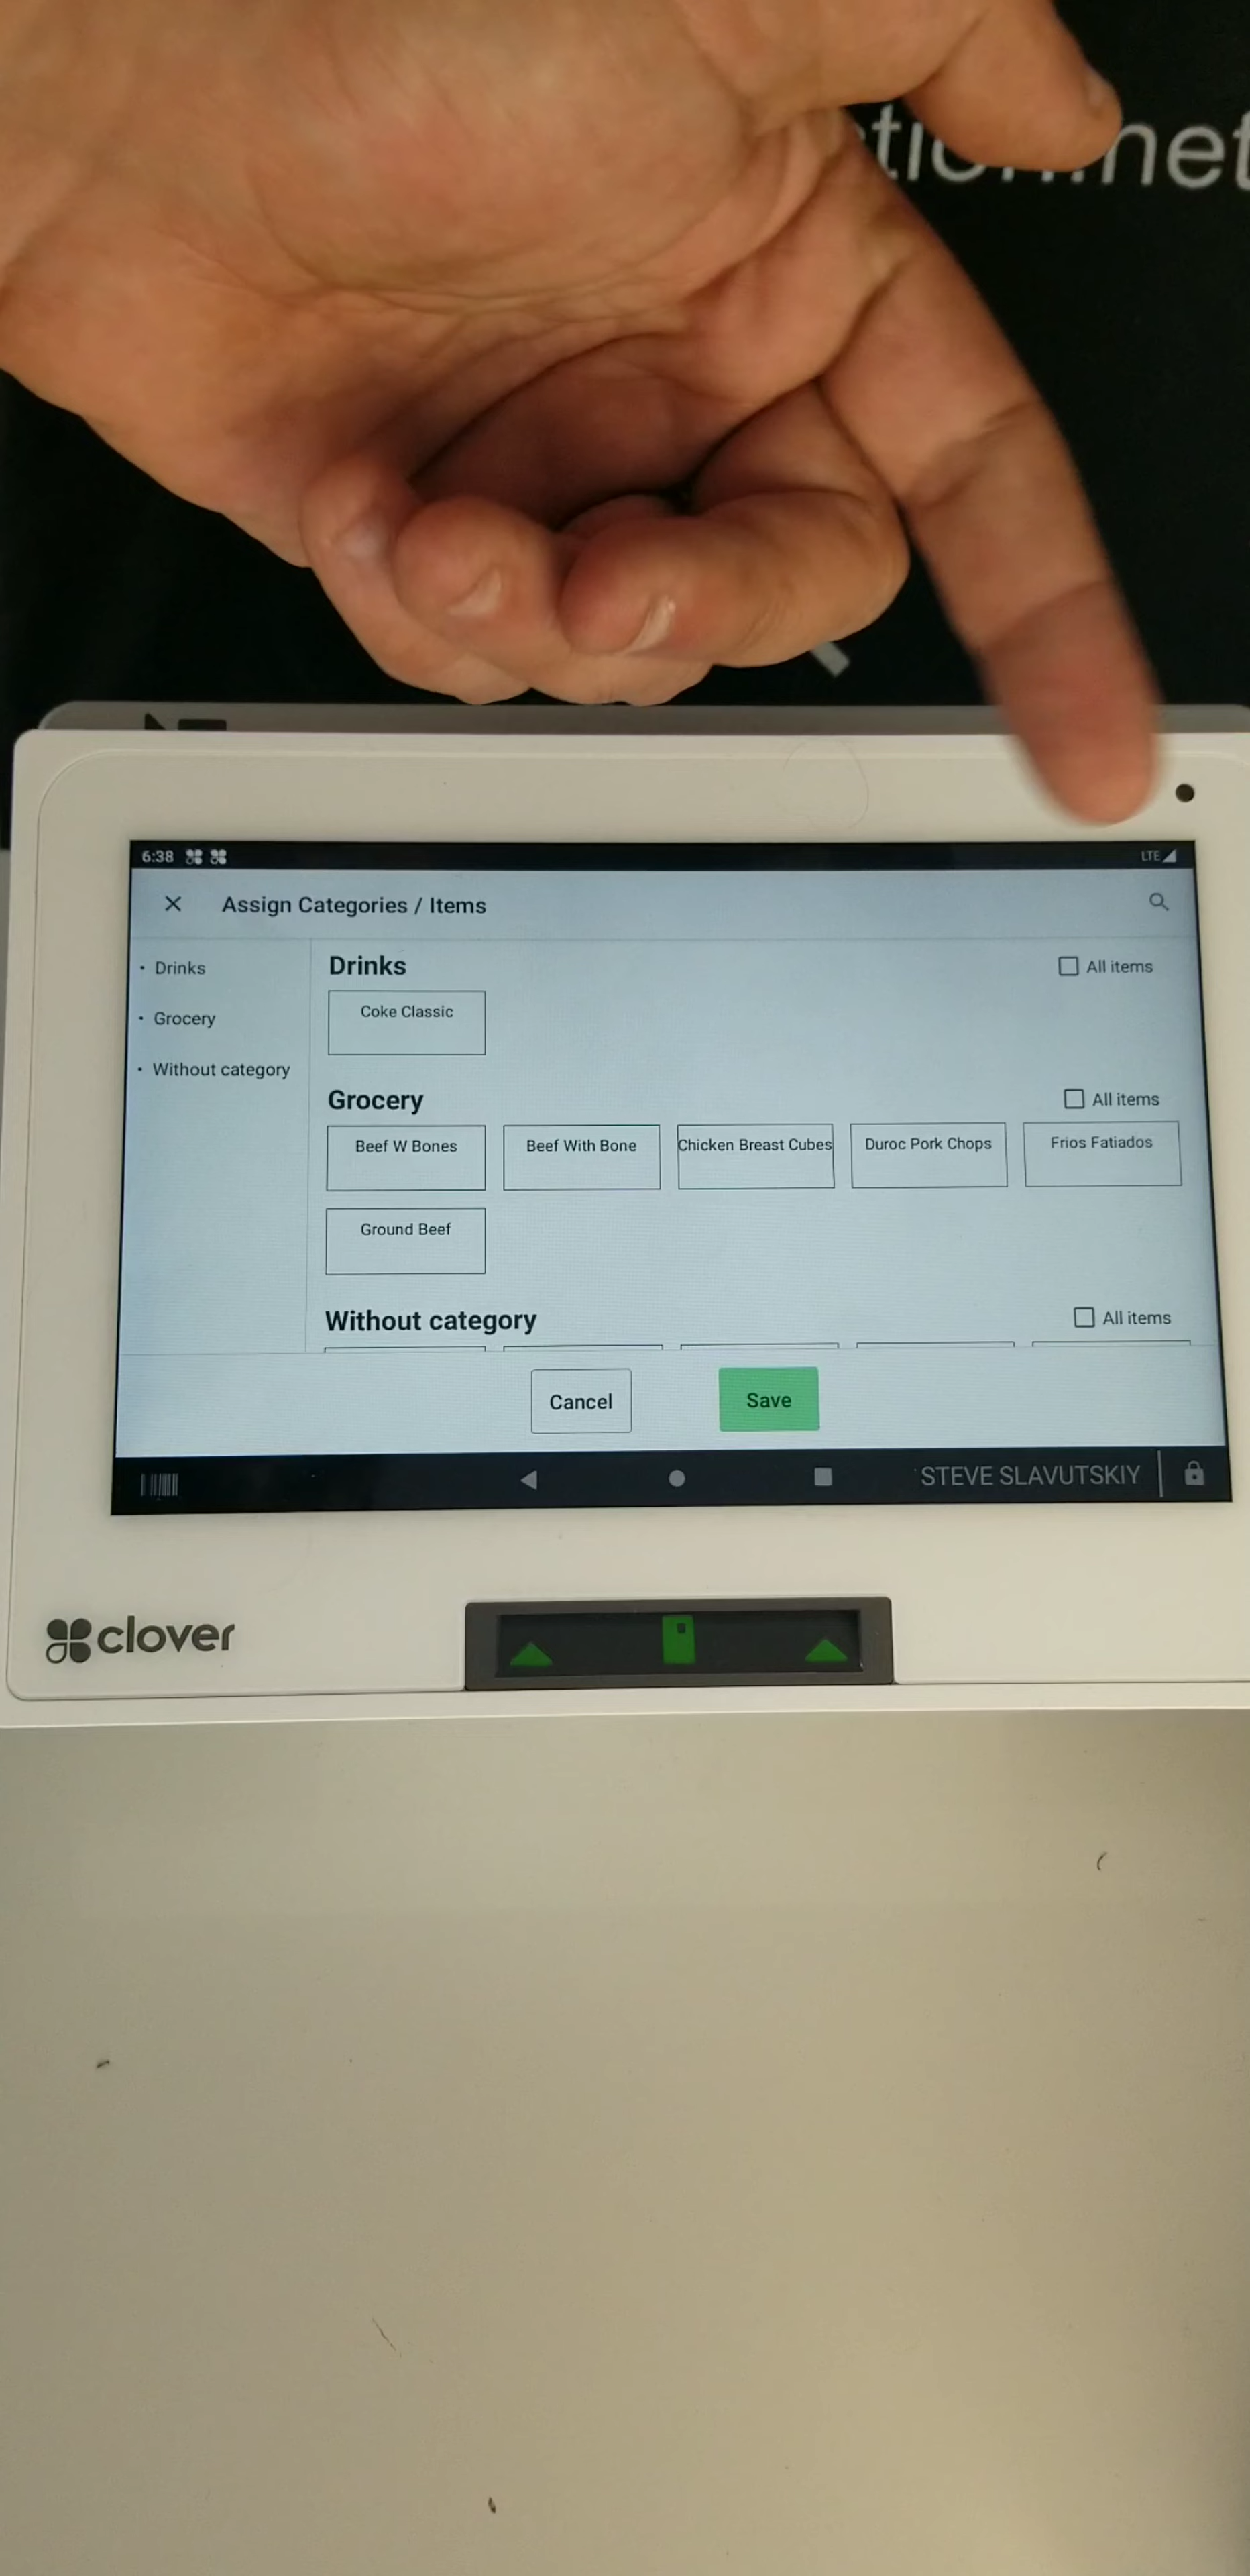 .net
6:38
LTE
Assign Categories / Items
Drinks
Grocery
Without category
Drinks
All items
Coke Classic
Grocery
All items
Beef W Bones
Beef With Bone
Chicken Breast Cubes
Duroc Pork Chops
Frios Fatiados
Ground Beef
Without category
All items
Cancel
Save
STEVE SLAVUTSKIY
clover